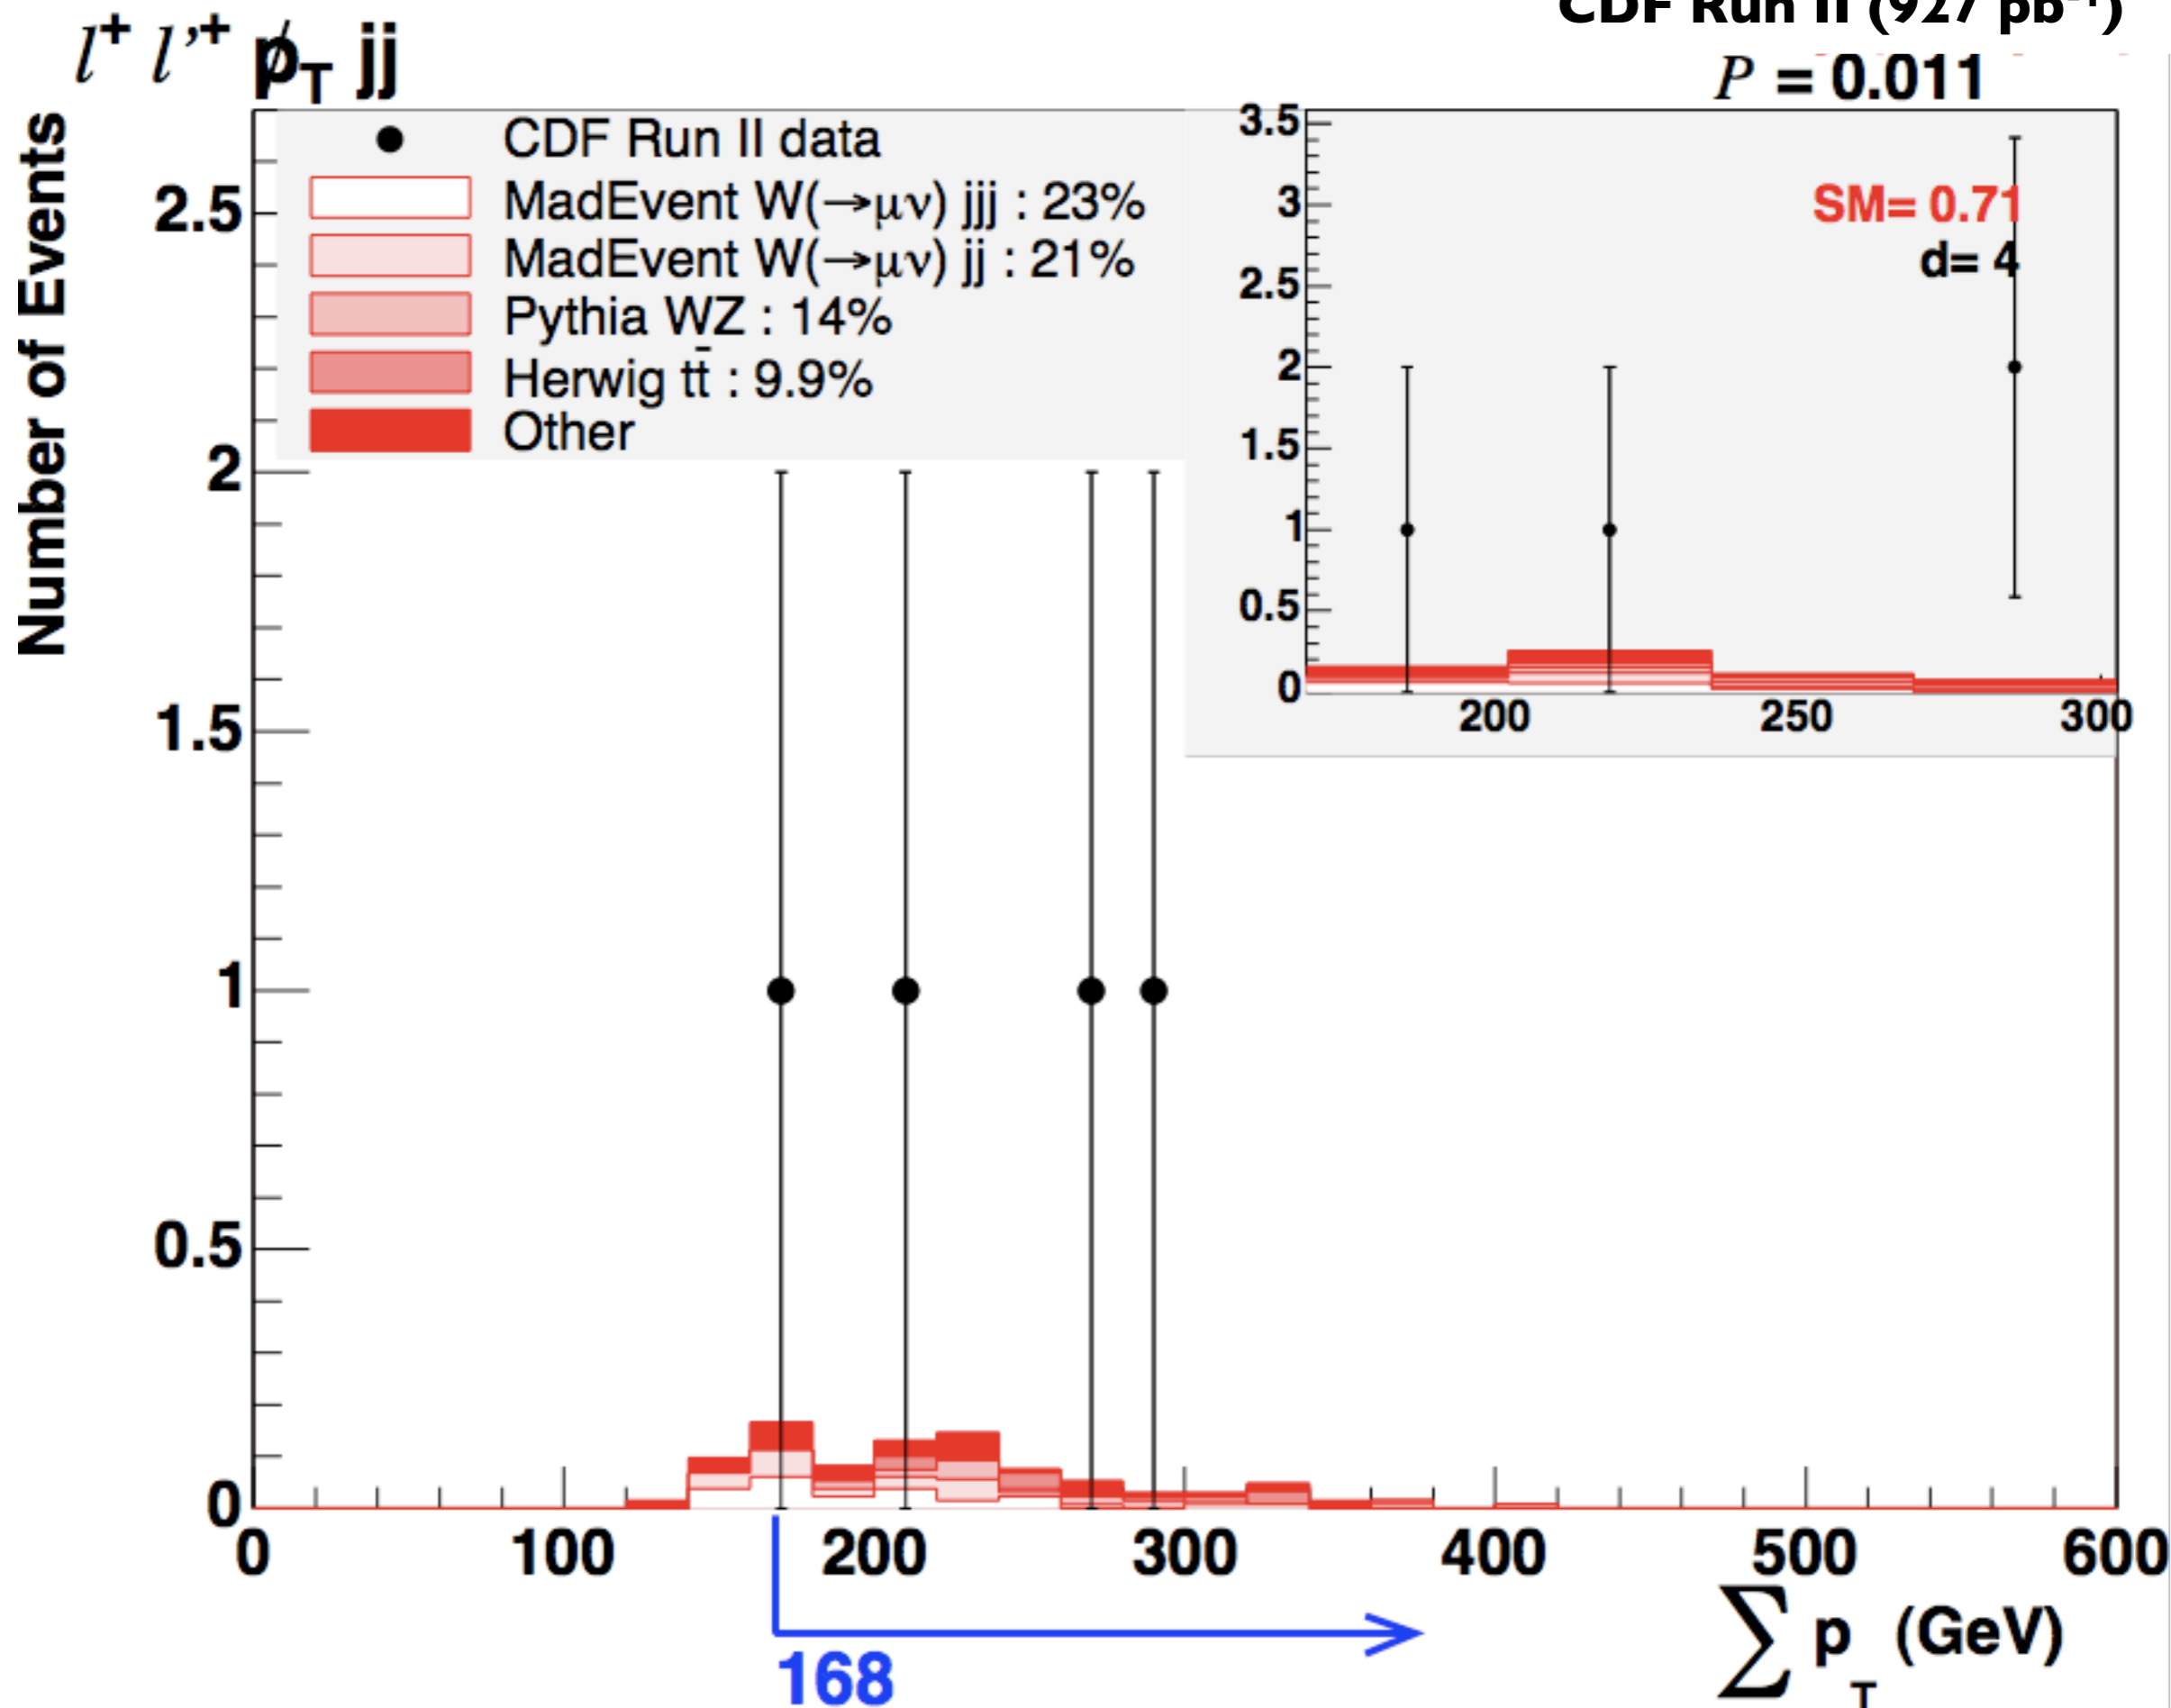 CDF Run II (927 pb⁻¹)
l⁺ l’⁺ p̸T jj
P = 0.011
Number of Events
CDF Run II data
MadEvent W(→μν) jjj : 23%
MadEvent W(→μν) jj : 21%
Pythia WZ : 14%
Herwig tt̄ : 9.9%
Other
2.5
2
1.5
1
0.5
0
0 100 200 300 400 500 600
∑ pT (GeV)
168
3.5
3
2.5
2
1.5
1
0.5
0
SM= 0.71
d= 4
200 250 300